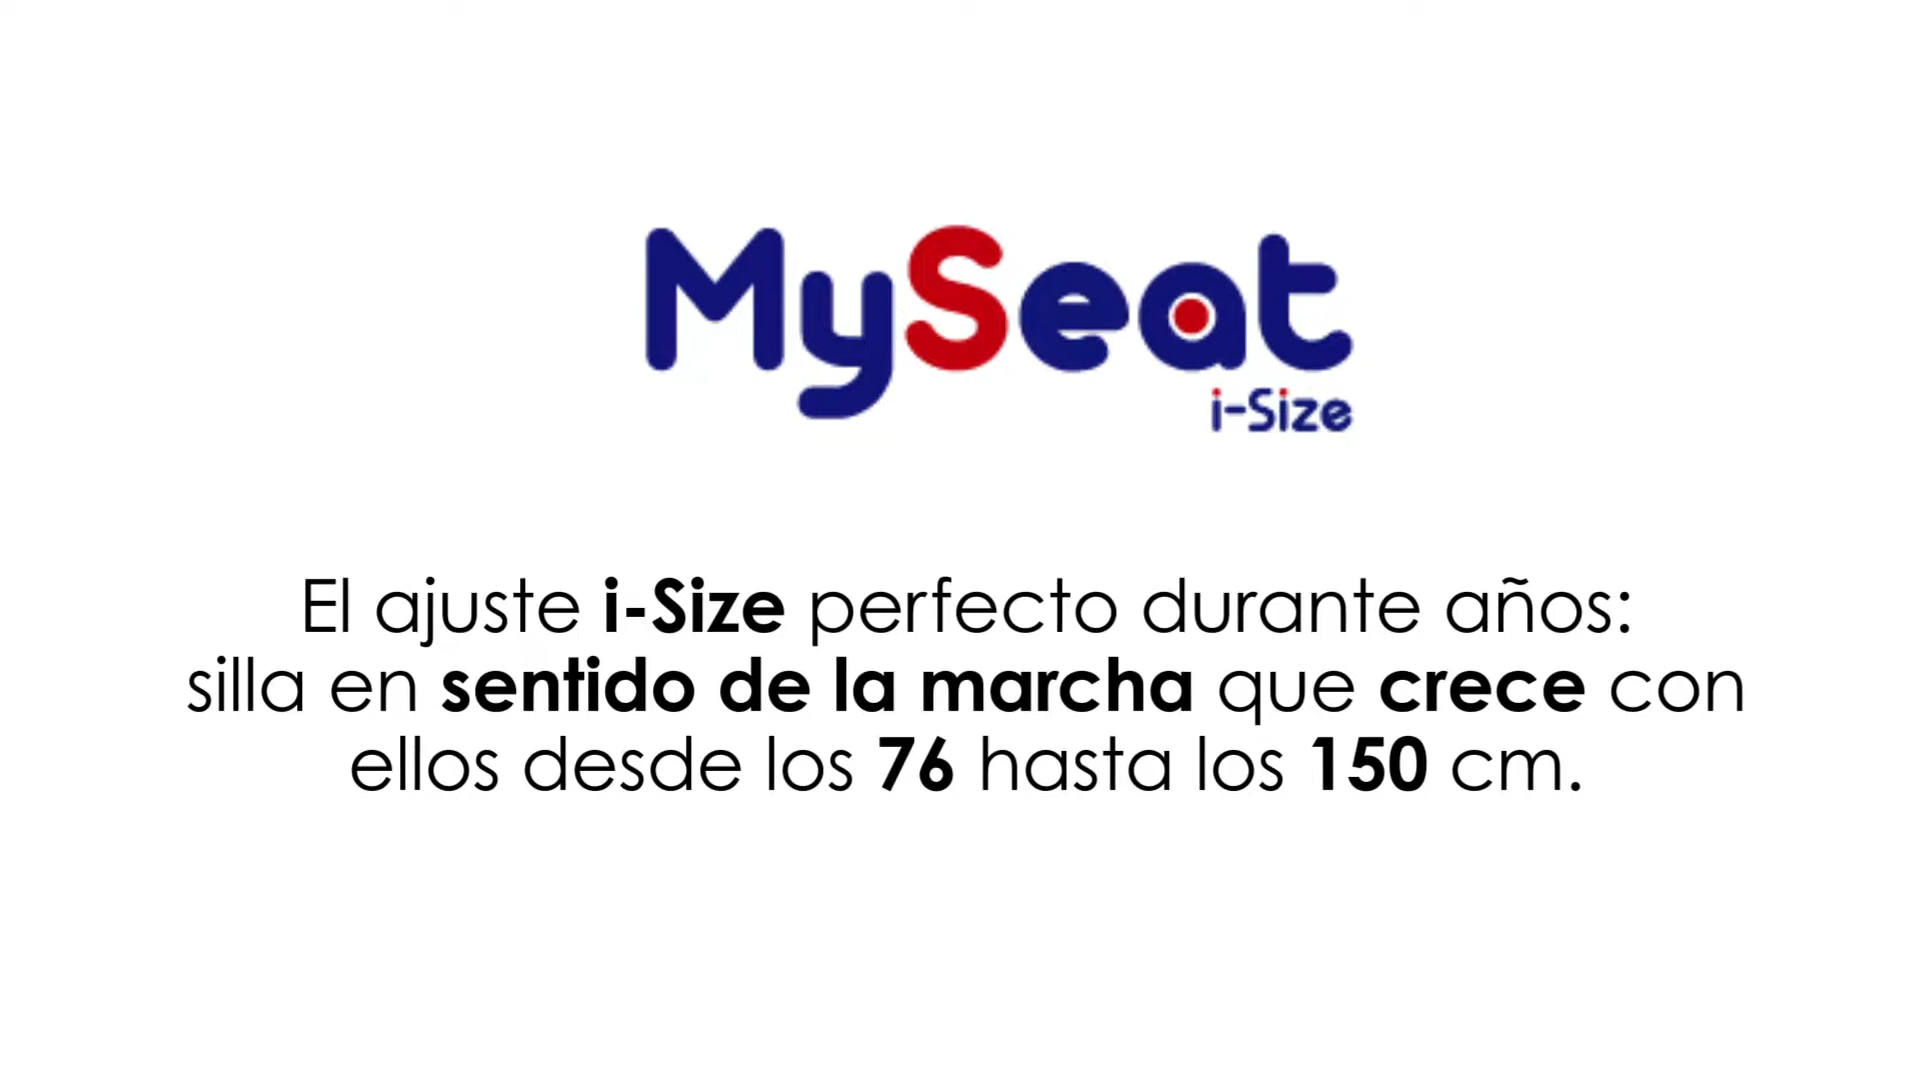 MySeat
i-Size
El ajuste i-Size perfecto durante años:
silla en sentido de la marcha que crece con
ellos desde los 76 hasta los 150 cm.